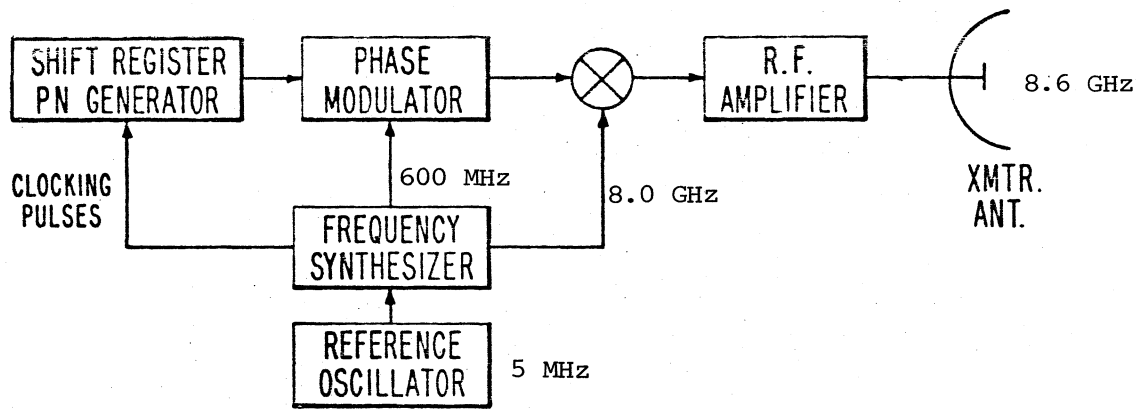 SHIFT REGISTER
PN GENERATOR
PHASE
MODULATOR
R.F.
AMPLIFIER
8.6 GHz
XMTR.
ANT.
CLOCKING
PULSES
600 MHz
8.0 GHz
FREQUENCY
SYNTHESIZER
REFERENCE
OSCILLATOR
5 MHz